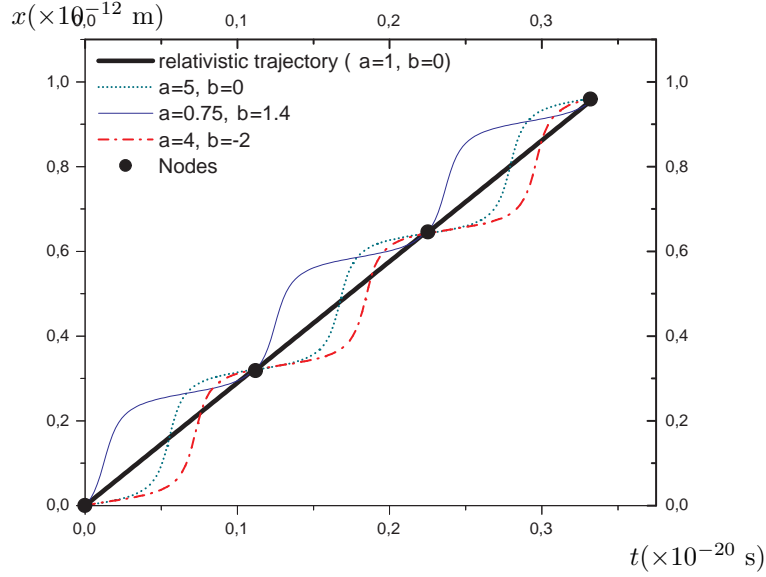 x(×10⁻¹² m)
0,0 0,1 0,2 0,3
relativistic trajectory ( a=1, b=0)
a=5, b=0
a=0.75, b=1.4
a=4, b=-2
Nodes
1,0 1,0
0,8 0,8
0,6 0,6
0,4 0,4
0,2 0,2
0,0 0,0
0,0 0,1 0,2 0,3
t(×10⁻²⁰ s)